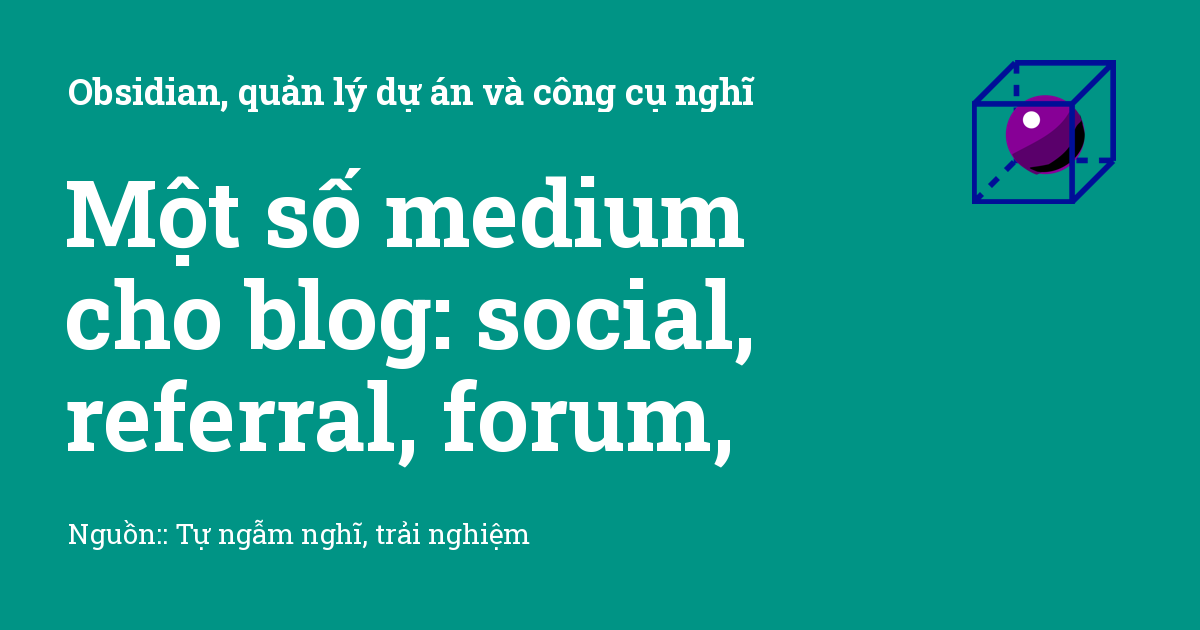 Obsidian, quản lý dự án và công cụ nghĩ
Một số medium
cho blog: social,
referral, forum,
Nguồn:: Tự ngẫm nghĩ, trải nghiệm